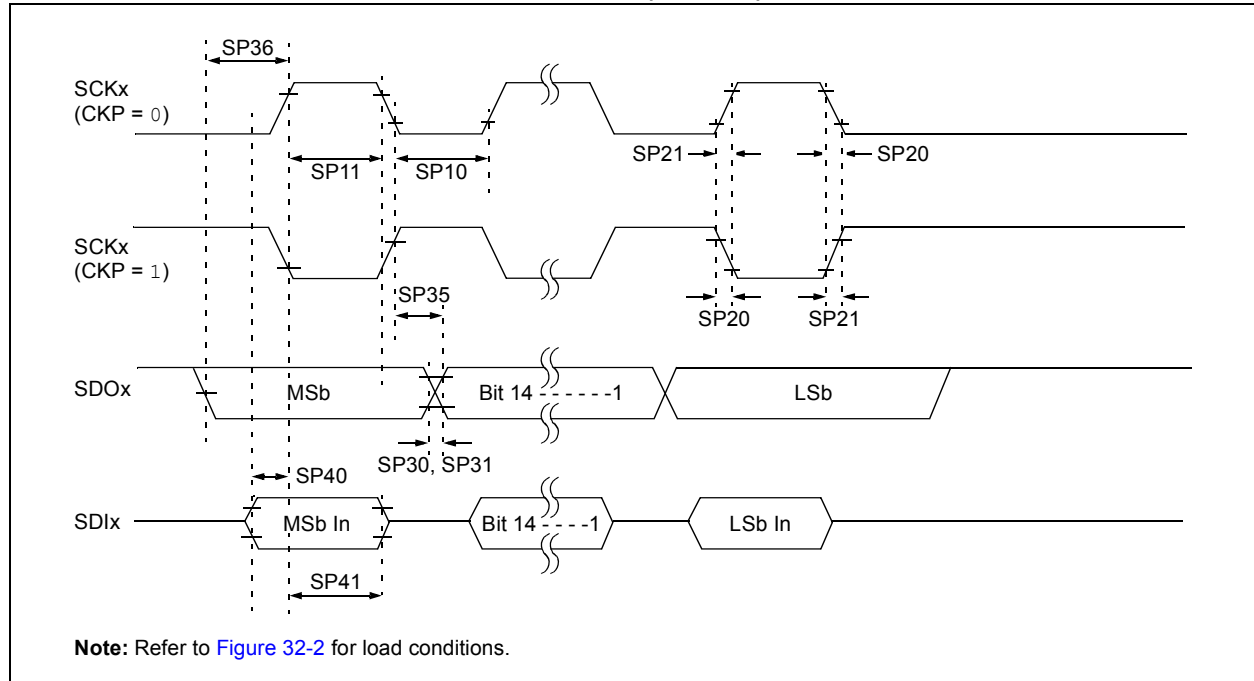 SP36
SCKx
(CKP = 0)
SP11
SP10
SP21
SP20
SCKx
(CKP = 1)
SP35
SP20
SP21
SDOx
MSb
Bit 14 - - - - - -1
LSb
SP30, SP31
SP40
SDIx
MSb In
Bit 14 - - - -1
LSb In
SP41
Note: Refer to Figure 32-2 for load conditions.